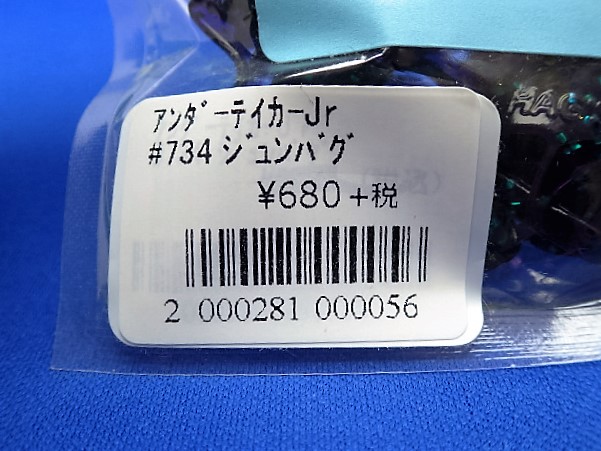 ｱﾝﾀﾞｰﾃｲｶｰJr
#734 ｼﾞｭﾝﾊﾞｸﾞ
¥680 +税
2 000281 000056